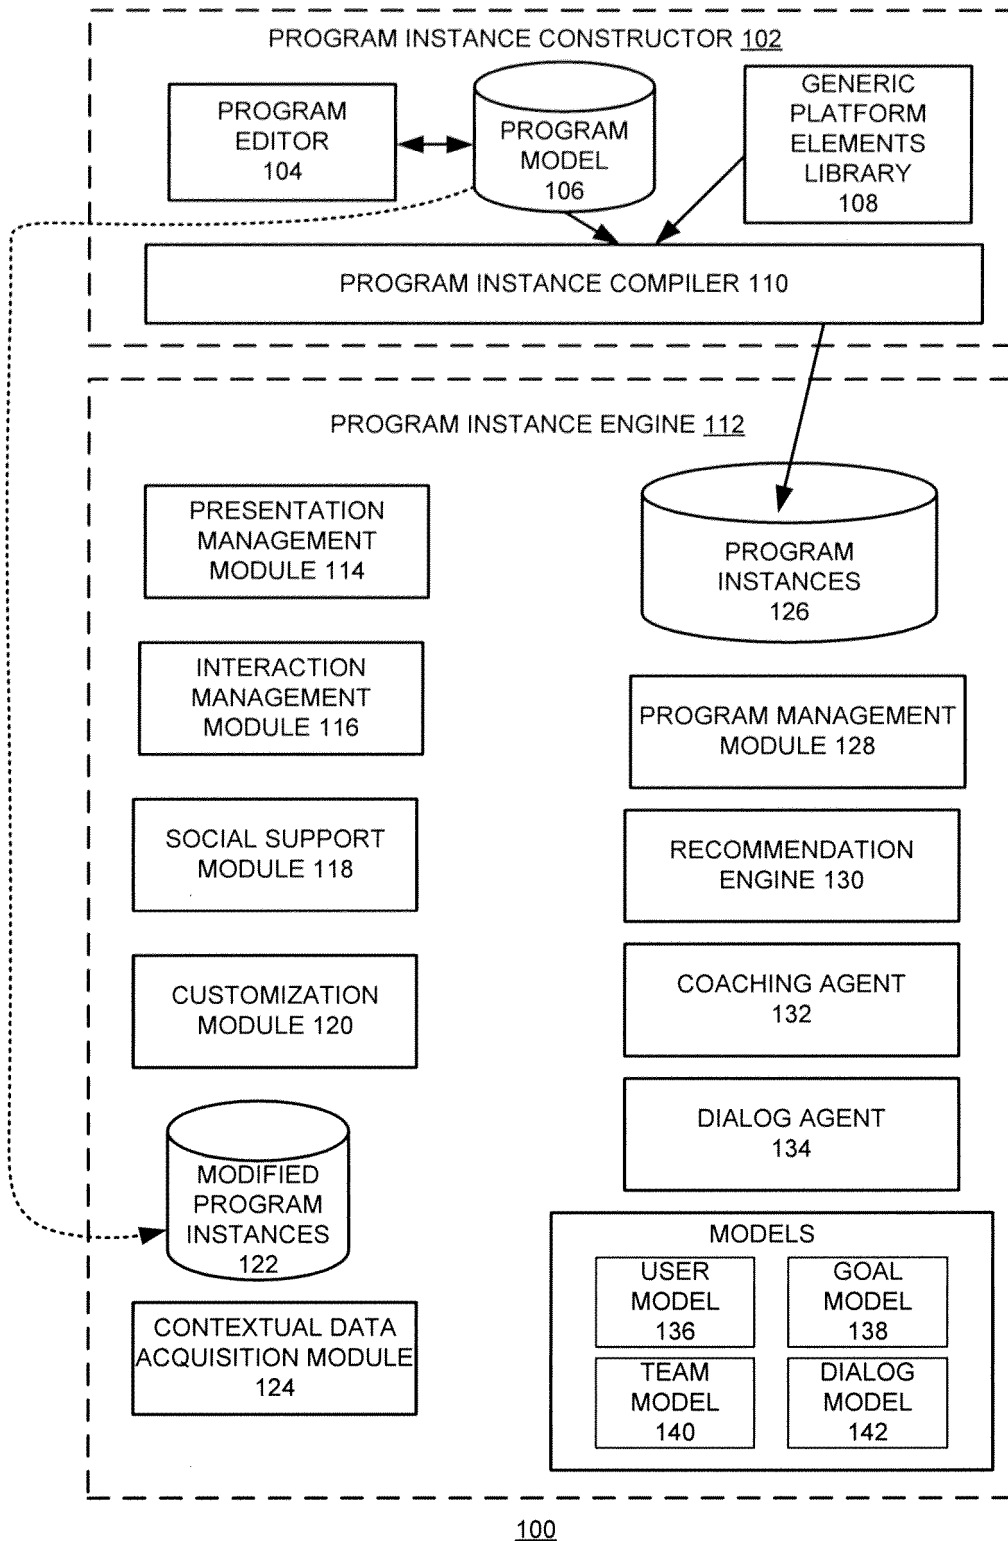 PROGRAM INSTANCE CONSTRUCTOR 102
PROGRAM
EDITOR
104
PROGRAM
MODEL
106
GENERIC
PLATFORM
ELEMENTS
LIBRARY
108
PROGRAM INSTANCE COMPILER 110
PROGRAM INSTANCE ENGINE 112
PRESENTATION
MANAGEMENT
MODULE 114
INTERACTION
MANAGEMENT
MODULE 116
SOCIAL SUPPORT
MODULE 118
CUSTOMIZATION
MODULE 120
MODIFIED
PROGRAM
INSTANCES
122
CONTEXTUAL DATA
ACQUISITION MODULE
124
PROGRAM
INSTANCES
126
PROGRAM MANAGEMENT
MODULE 128
RECOMMENDATION
ENGINE 130
COACHING AGENT
132
DIALOG AGENT
134
MODELS
USER
MODEL
136
GOAL
MODEL
138
TEAM
MODEL
140
DIALOG
MODEL
142
100